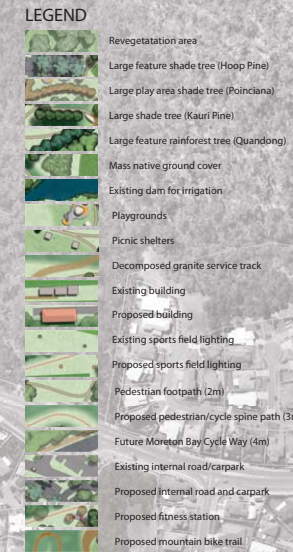 LEGEND
Revegetatation area
Large feature shade tree (Hoop Pine)
Large play area shade tree (Poinciana)
Large shade tree (Kauri Pine)
Large feature rainforest tree (Quandong)
Mass native ground cover
Existing dam for irrigation
Playgrounds
Picnic shelters
Decomposed granite service track
Existing building
Proposed building
Existing sports field lighting
Proposed sports field lighting
Pedestrian footpath (2m)
Proposed pedestrian/cycle spine path (3m
Future Moreton Bay Cycle Way (4m)
Existing internal road/carpark
Proposed internal road and carpark
Proposed fitness station
Proposed mountain bike trail